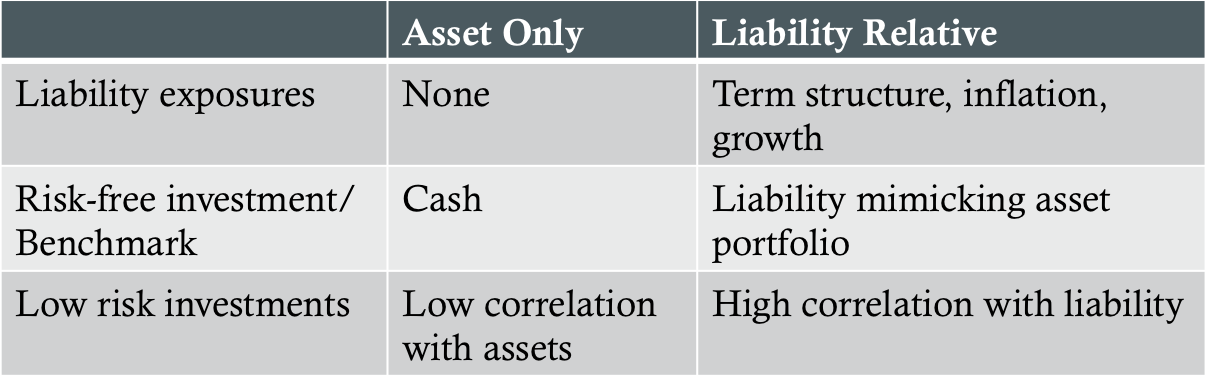 Asset Only
Liability Relative
Liability exposures
None
Term structure, inflation,
growth
Risk-free investment/
Benchmark
Cash
Liability mimicking asset
portfolio
Low risk investments
Low correlation
with assets
High correlation with liability